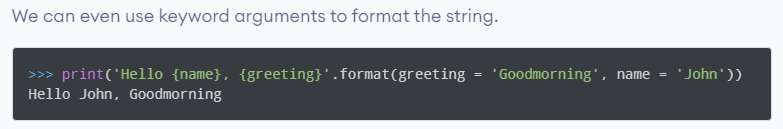 We can even use keyword arguments to format the string.
>>> print('Hello {name}, {greeting}'.format(greeting = 'Goodmorning', name = 'John'))
Hello John, Goodmorning